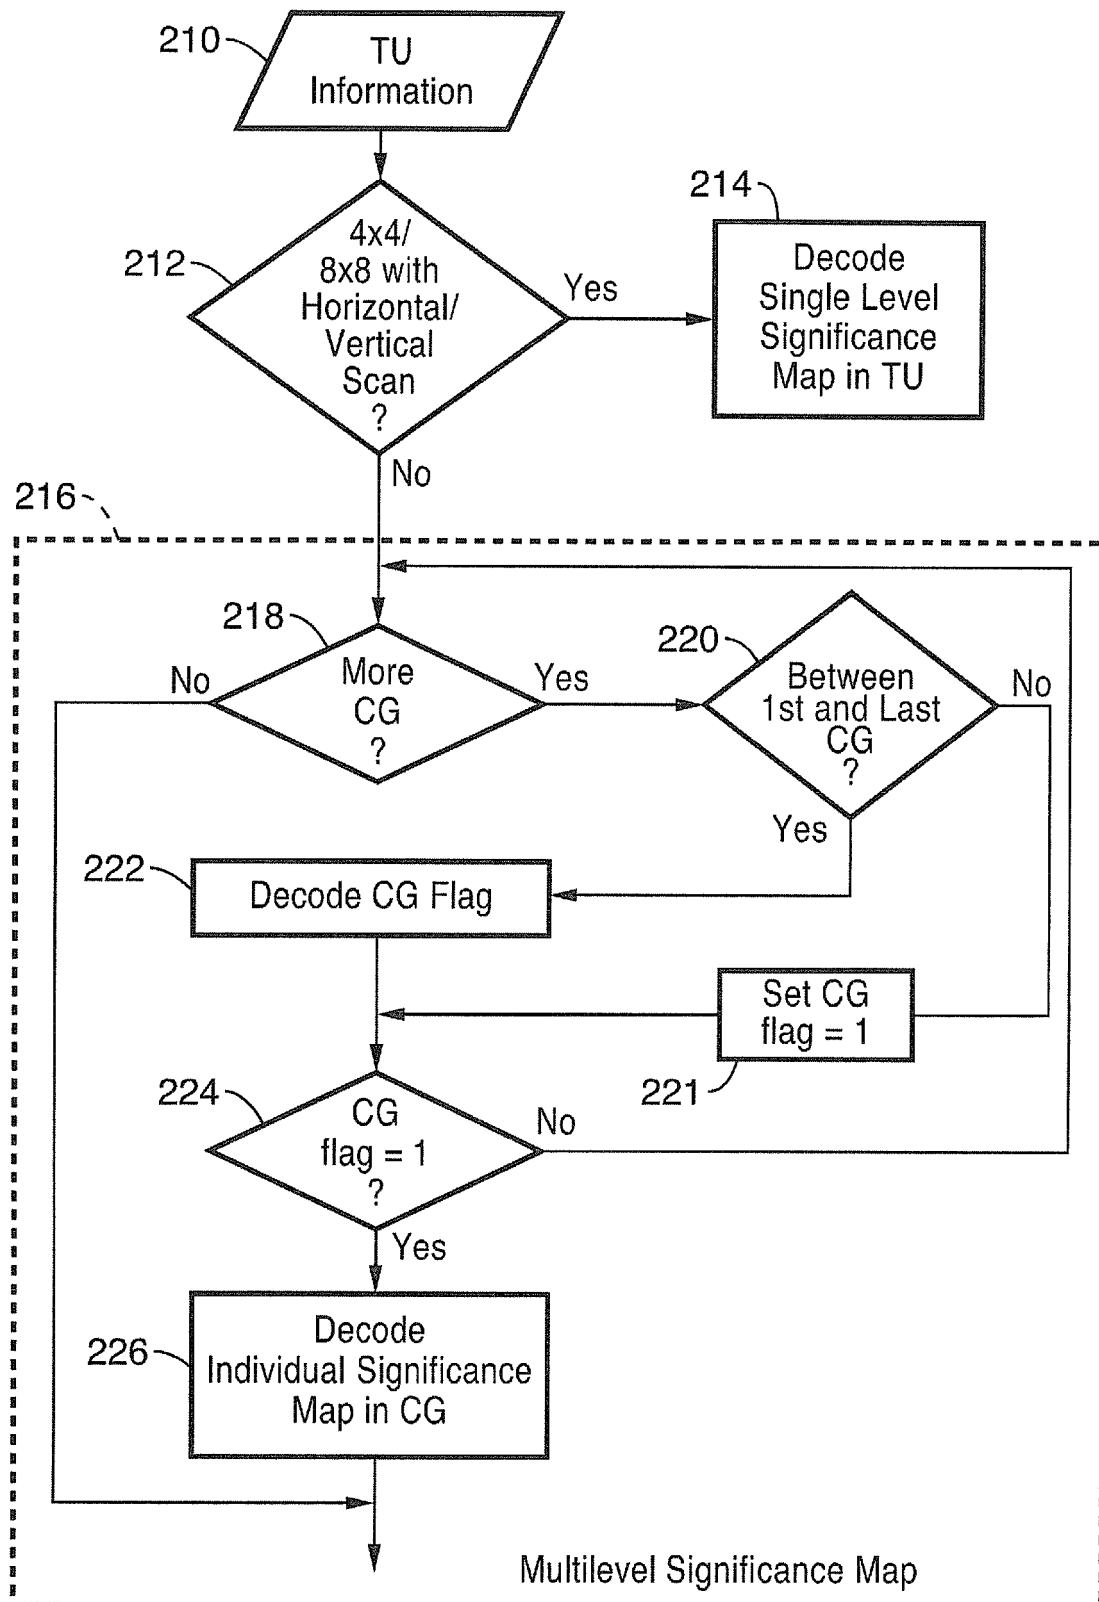 210
TU
Information
214
212
4x4/
8x8 with
Horizontal/
Vertical
Scan
?
Yes
Decode
Single Level
Significance
Map in TU
No
216
218
220
No
More
CG
?
Yes
Between
1st and Last
CG
?
No
Yes
222
Decode CG Flag
Set CG
flag = 1
221
224
CG
flag = 1
?
No
Yes
226
Decode
Individual Significance
Map in CG
Multilevel Significance Map